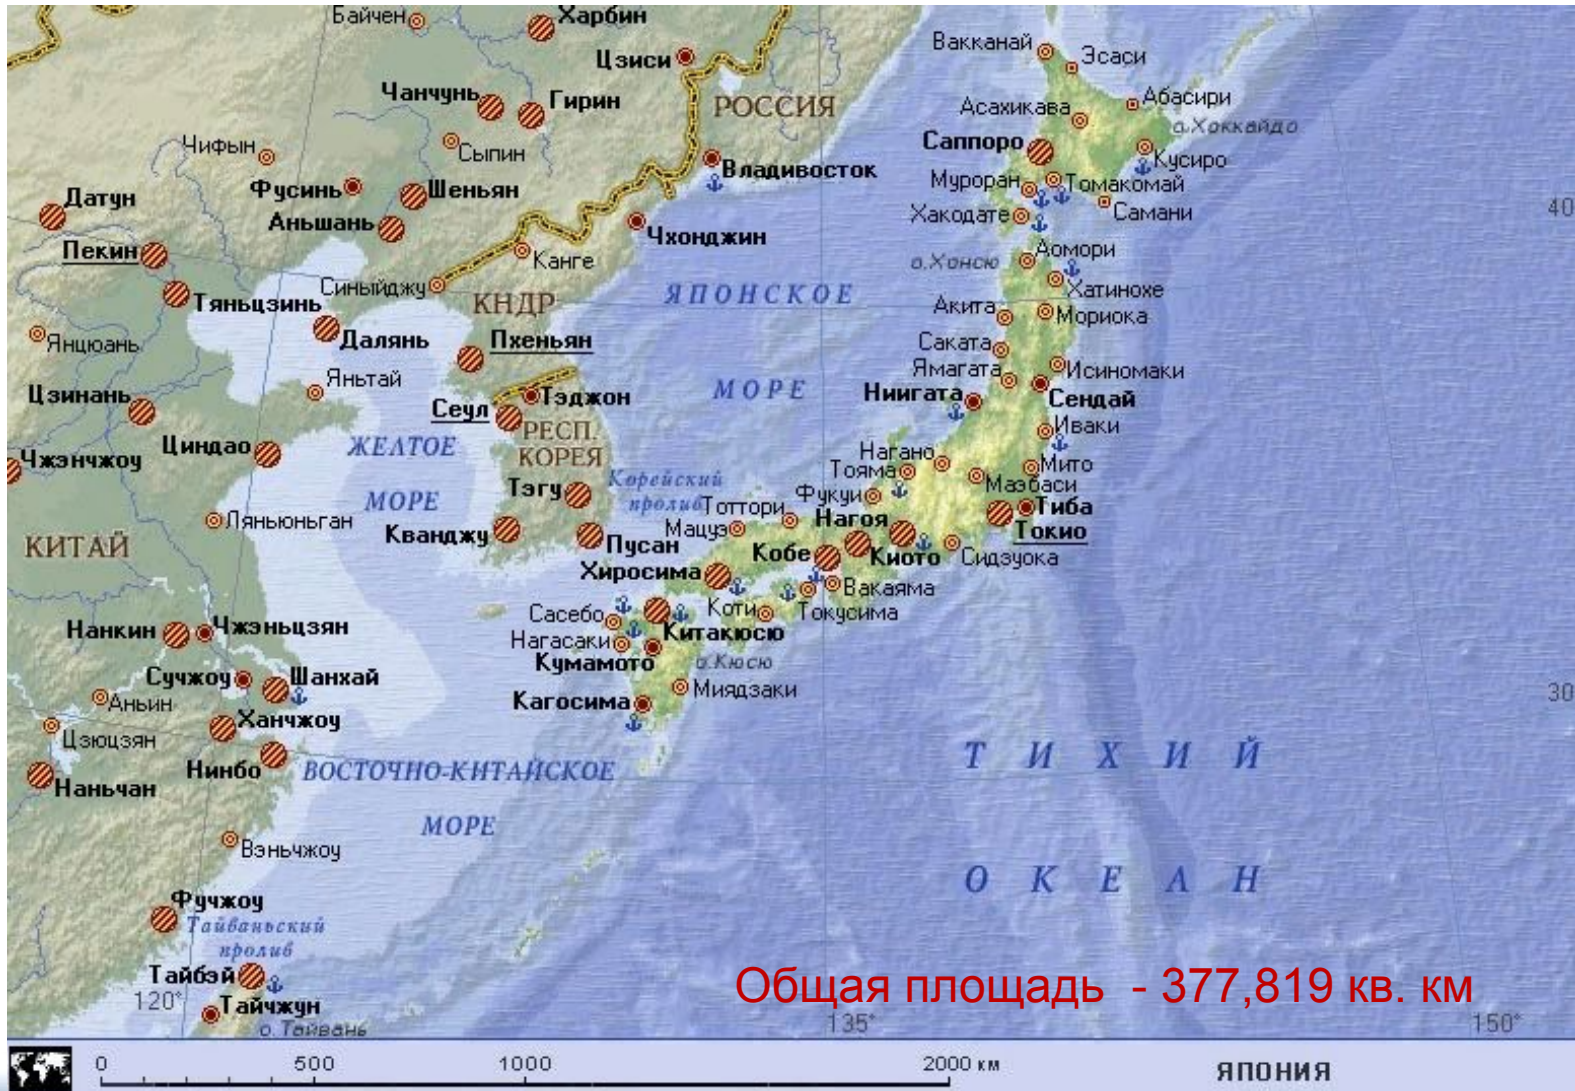 Байчен
Харбин
Цзиси
Вакканай
Эсаси
Чанчунь
Гирин
РОССИЯ
Асахикава
Абасири
о.Хоккайдо
Чифын
Сыпин
Саппоро
Кусиро
Владивосток
Датун
Фусинь
Шеньян
Муроран
Томакомай
Аньшань
Чхонджин
Хакодате
Самани
40
Пекин
Канге
о.Хонсю
Аомори
Синыйджу
КНДР
ЯПОНСКОЕ
Хатинохе
Тяньцзинь
Акита
Мориока
Янцюань
Далянь
Пхеньян
Саката
Яньтай
МОРЕ
Ямагата
Исиномаки
Цзинань
Тэджон
Ниигата
Сендай
Сеул
РЕСП.
КОРЕЯ
Иваки
Циндао
ЖЕЛТОЕ
Нагано
Чжэнчжоу
Тояма
Мито
Корейский
пролив
Маэбаси
МОРЕ
Тэгу
Тоттори
Фукуи
Тиба
Ляньюньган
Кванджу
Мацуэ
Нагоя
Токио
КИТАЙ
Пусан
Кобе
Киото
Сидзуока
Хиросима
Вакаяма
Сасебо
Коти
Токусима
Нанкин
Чжэньцзян
Нагасаки
Китакюсю
Кумамото
о.Кюсю
Сучжоу
Шанхай
Миядзаки
Аньин
Кагосима
30
Ханчжоу
Цзюцзян
ТИХИЙ
Нинбо
ВОСТОЧНО-КИТАЙСКОЕ
Наньчан
МОРЕ
Вэньчжоу
ОКЕАН
Фучжоу
Тайваньский
пролив
Тайбэй
Общая площадь - 377,819 кв. км
120°
Тайчжун
о.Тайвань
135°
150°
0 500 1000 2000 км
ЯПОНИЯ